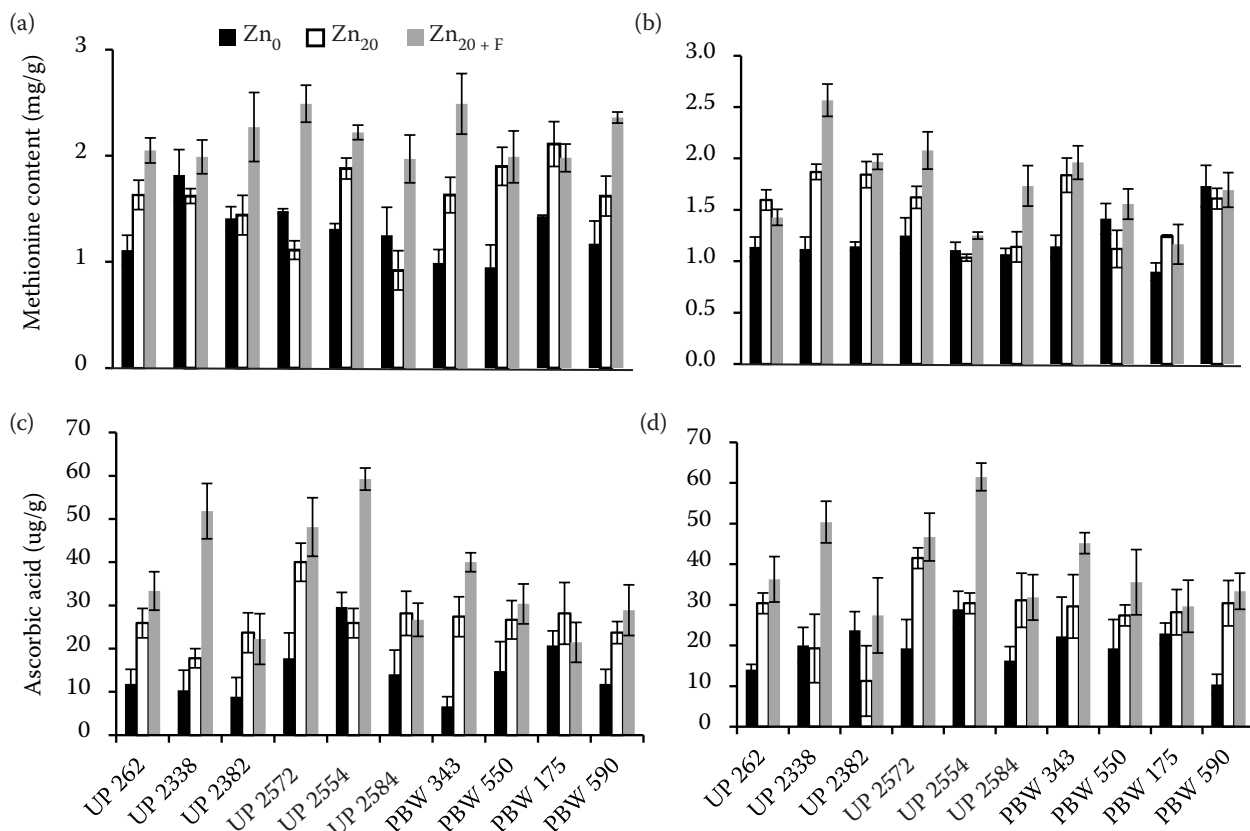 (a)
Zn0
Zn20
Zn20 + F
3
2
1
0
Methionine content (mg/g)
(b)
3.0
2.5
2.0
1.5
1.0
0.5
0.0
(c)
70
60
50
40
30
20
10
0
Ascorbic acid (ug/g)
UP 262
UP 2338
UP 2382
UP 2572
UP 2554
UP 2584
PBW 343
PBW 550
PBW 175
PBW 590
(d)
70
60
50
40
30
20
10
0
UP 262
UP 2338
UP 2382
UP 2572
UP 2554
UP 2584
PBW 343
PBW 550
PBW 175
PBW 590